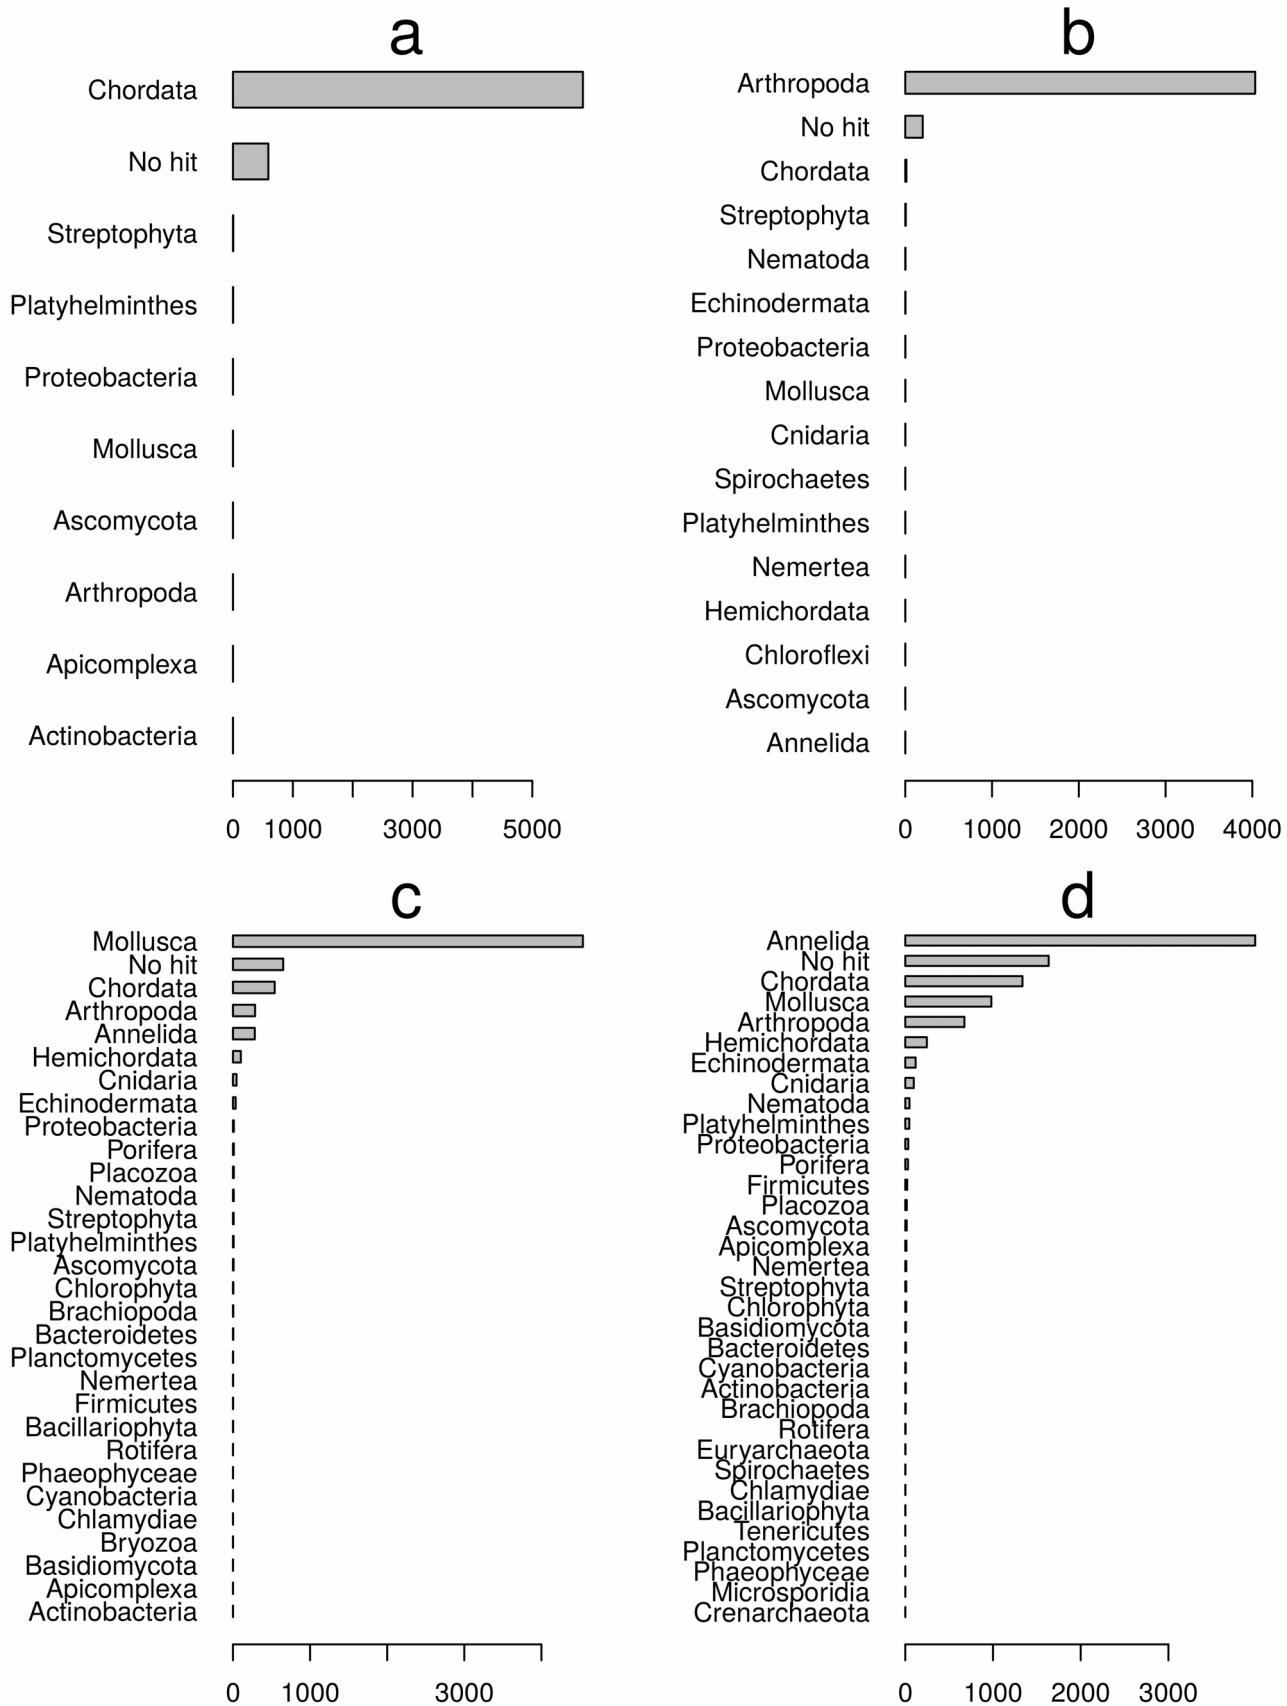 a
Chordata
No hit
Streptophyta
Platyhelminthes
Proteobacteria
Mollusca
Ascomycota
Arthropoda
Apicomplexa
Actinobacteria
0 1000 3000 5000
b
Arthropoda
No hit
Chordata
Streptophyta
Nematoda
Echinodermata
Proteobacteria
Mollusca
Cnidaria
Spirochaetes
Platyhelminthes
Nemertea
Hemichordata
Chloroflexi
Ascomycota
Annelida
0 1000 2000 3000 4000
c
Mollusca
No hit
Chordata
Arthropoda
Annelida
Hemichordata
Cnidaria
Echinodermata
Proteobacteria
Porifera
Placozoa
Nematoda
Streptophyta
Platyhelminthes
Ascomycota
Chlorophyta
Brachiopoda
Bacteroidetes
Planctomycetes
Nemertea
Firmicutes
Bacillariophyta
Rotifera
Phaeophyceae
Cyanobacteria
Chlamydiae
Bryozoa
Basidiomycota
Apicomplexa
Actinobacteria
0 1000 3000
d
Annelida
No hit
Chordata
Mollusca
Arthropoda
Hemichordata
Echinodermata
Cnidaria
Nematoda
Platyhelminthes
Proteobacteria
Porifera
Firmicutes
Placozoa
Ascomycota
Apicomplexa
Nemertea
Streptophyta
Chlorophyta
Basidiomycota
Bacteroidetes
Cyanobacteria
Actinobacteria
Brachiopoda
Rotifera
Euryarchaeota
Spirochaetes
Chlamydiae
Bacillariophyta
Tenericutes
Planctomycetes
Phaeophyceae
Microsporidia
Crenarchaeota
0 1000 2000 3000